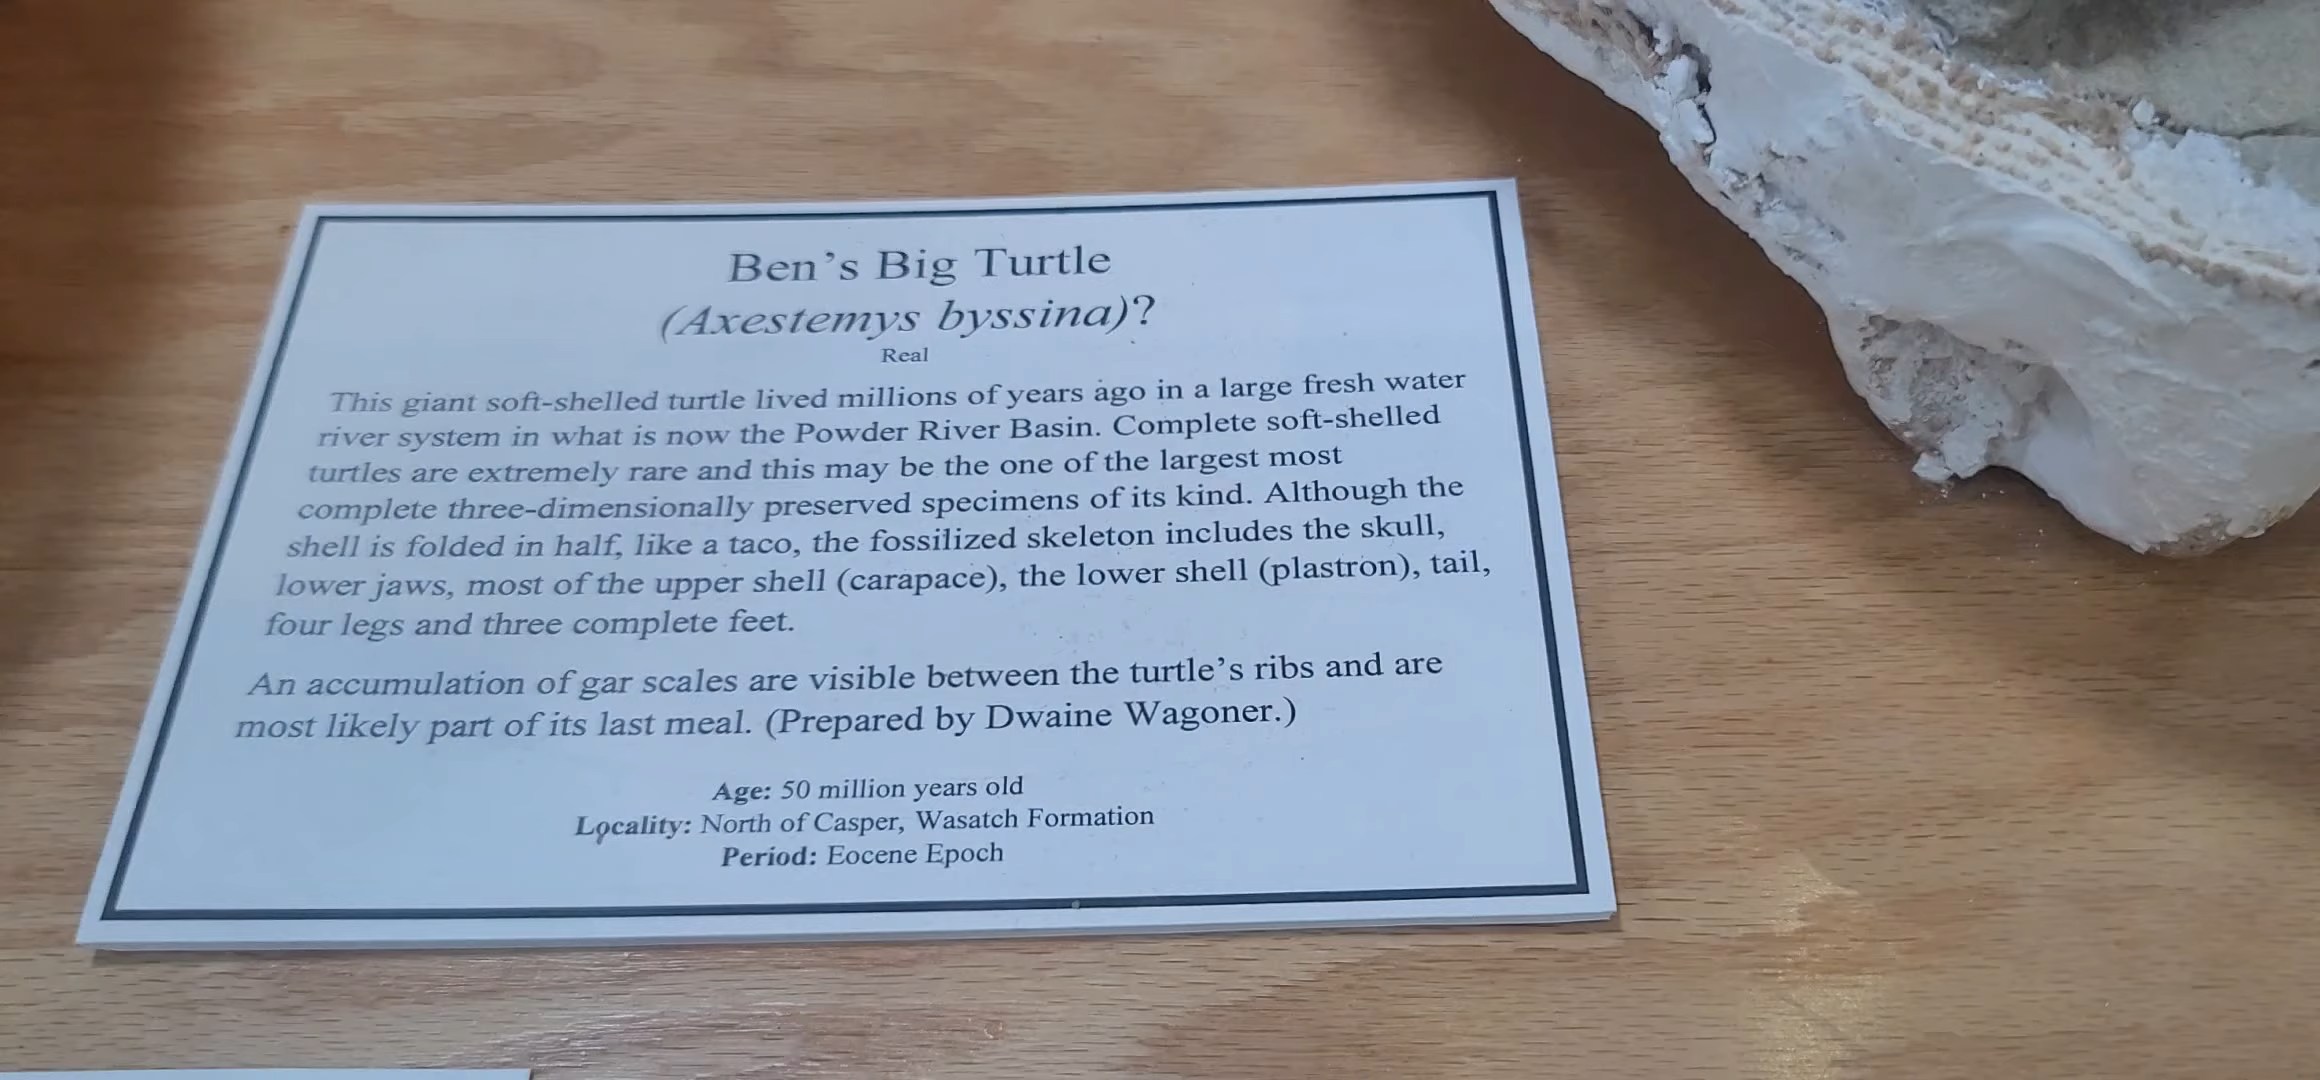 Ben's Big Turtle
(Axestemys byssina)?
Real
This giant soft-shelled turtle lived millions of years ago in a large fresh water
river system in what is now the Powder River Basin. Complete soft-shelled
turtles are extremely rare and this may be the one of the largest most
complete three-dimensionally preserved specimens of its kind. Although the
shell is folded in half, like a taco, the fossilized skeleton includes the skull,
lower jaws, most of the upper shell (carapace), the lower shell (plastron), tail,
four legs and three complete feet.
An accumulation of gar scales are visible between the turtle's ribs and are
most likely part of its last meal. (Prepared by Dwaine Wagoner.)
Age: 50 million years old
Locality: North of Casper, Wasatch Formation
Period: Eocene Epoch